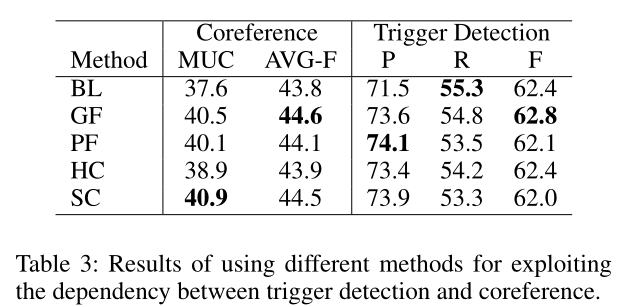 Coreference Trigger Detection
Method MUC AVG-F P R F
BL 37.6 43.8 71.5 55.3 62.4
GF 40.5 44.6 73.6 54.8 62.8
PF 40.1 44.1 74.1 53.5 62.1
HC 38.9 43.9 73.4 54.2 62.4
SC 40.9 44.5 73.9 53.3 62.0
Table 3: Results of using different methods for exploiting
the dependency between trigger detection and coreference.